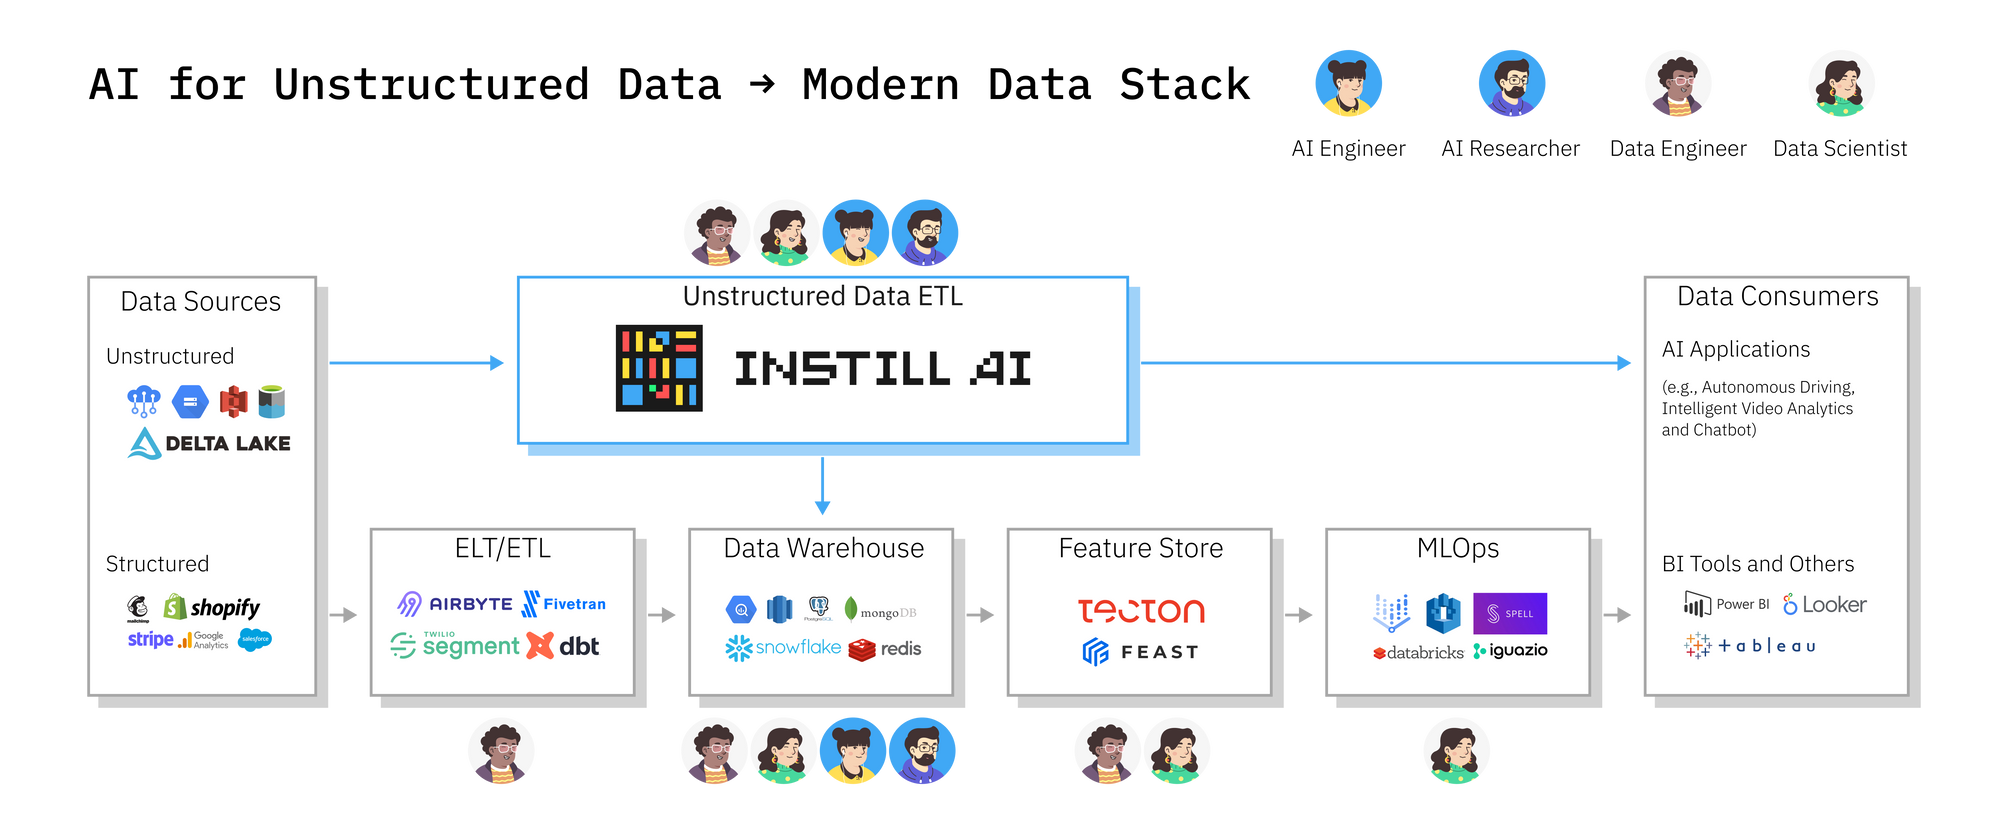 AI for Unstructured Data → Modern Data Stack
AI Engineer
AI Researcher
Data Engineer
Data Scientist
Data Sources
Unstructured
DELTA LAKE
Structured
mailchimp
shopify
stripe
Google
Analytics
salesforce
Unstructured Data ETL
INSTILL AI
ELT/ETL
AIRBYTE
Fivetran
TWILIO
segment
dbt
Data Warehouse
PostgreSQL
mongoDB
snowflake
redis
Feature Store
TECTON
FEAST
MLOps
SPELL
databricks
iguazio
Data Consumers
AI Applications
(e.g., Autonomous Driving,
Intelligent Video Analytics
and Chatbot)
BI Tools and Others
Power BI
Looker
tableau